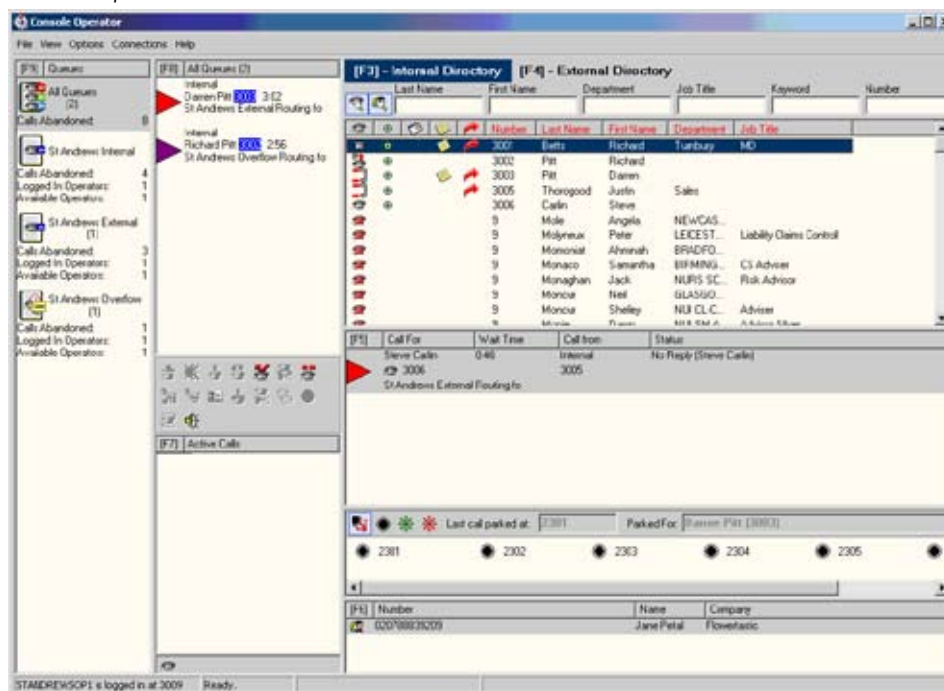 Console Operator
File View Options Connections Help
[F9] Queues
All Queues
(2)
Calls Abandoned: 8
St Andrews Internal
Calls Abandoned: 4
Logged In Operators: 1
Available Operators: 1
St Andrews External
(1)
Calls Abandoned: 3
Logged In Operators: 1
Available Operators: 1
St Andrews Overflow
(1)
Calls Abandoned: 1
Logged In Operators: 1
Available Operators: 1
[F8] All Queues (2)
Internal
Darren Pitt 3003 3:02
St Andrews External Routing fo
Internal
Richard Pitt 3002 2:56
St Andrews Overflow Routing fo
[F7] Active Calls
[F3] - Internal Directory [F4] - External Directory
Last Name First Name Department Job Title Keyword Number
Number Last Name First Name Department Job Title
3001 Betts Richard Tumbury MD
3002 Pitt Richard
3003 Pitt Darren
3005 Thorogood Justin Sales
3006 Carlin Steve
9 Mole Angela NEWCAS...
9 Molyneux Peter LEICEST... Liability Claims Control
9 Momoniat Ahminah BRADFO...
9 Monaco Samantha BIRMING... CS Adviser
9 Monaghan Jack NURIS SC... Risk Advisor
9 Moncur Neil GLASGO...
9 Moncur Shelley NUI CL-C... Adviser
[F5] Call For Wait Time Call from Status
Steve Carlin 0:46 Internal No Reply (Steve Carlin)
3006 3005
St Andrews External Routing fo
Last call parked at: 2301 Parked For: Darren Pitt (3003)
2301 2302 2303 2304 2305
[F6] Number Name Company
020788839209 Jane Petal Flowertastic
STANDREWSOP1 is logged in at 3009 Ready.